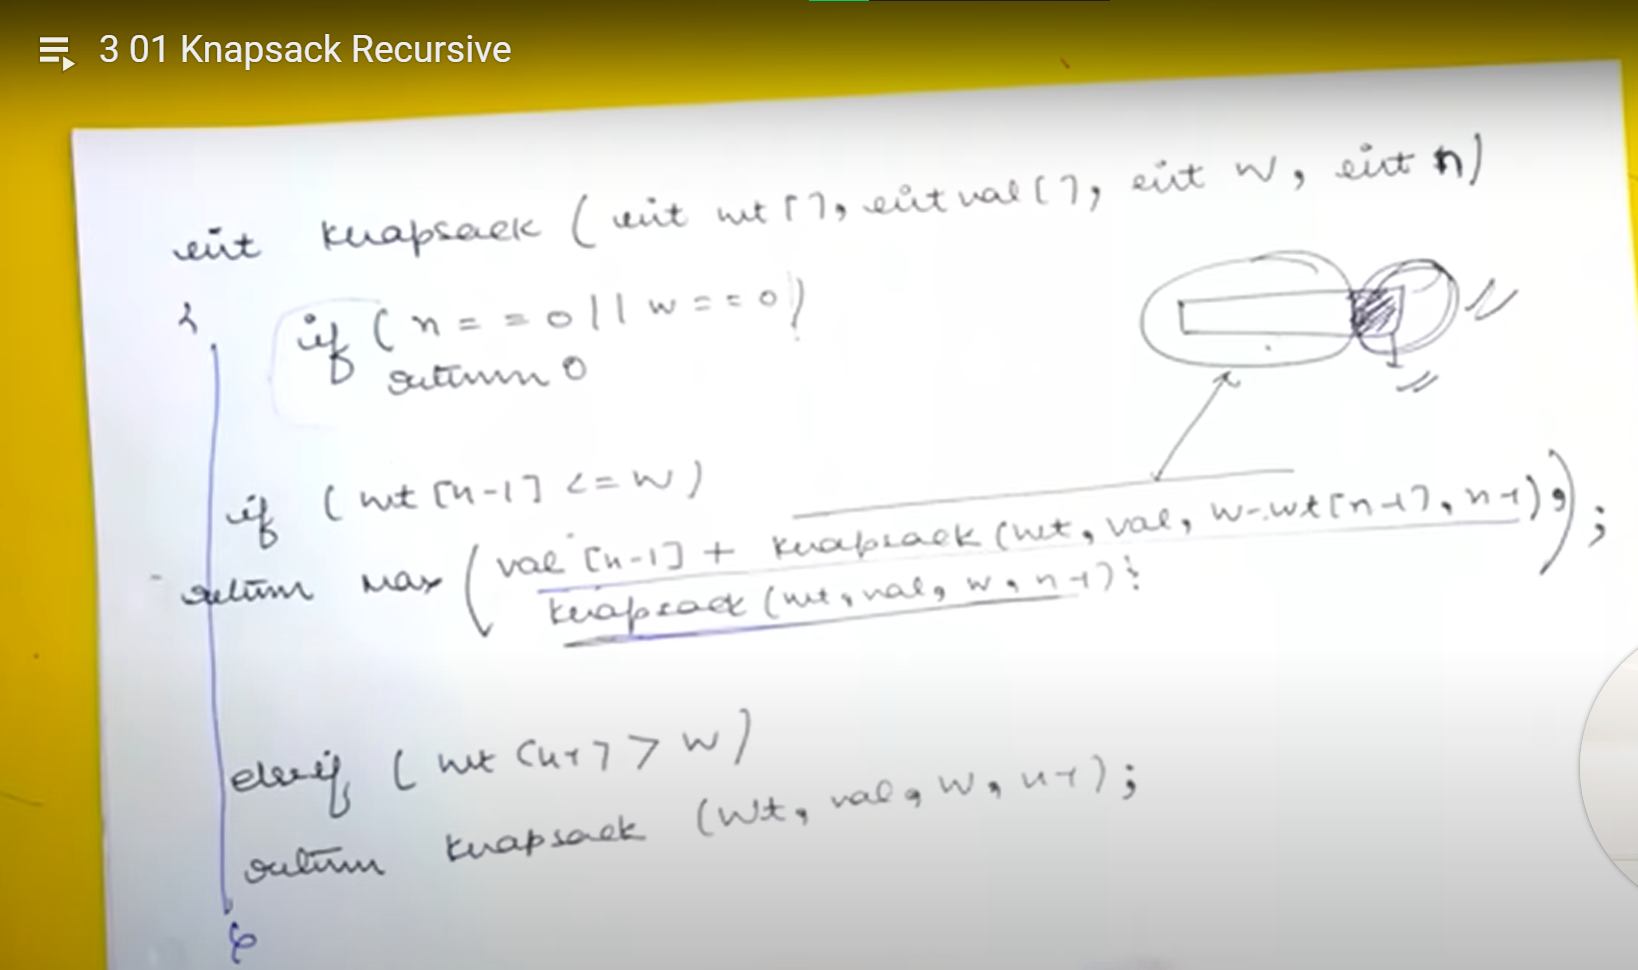 3 01 Knapsack Recursive
int knapsack (int wt[], int val[], int W, int n)
{
if (n == 0 || w == 0)
return 0
if (wt[n-1] <= W)
return max (val[n-1] + knapsack (wt, val, W-wt[n-1], n-1),
knapsack (wt, val, w, n-1));
elseif (wt[n-1] > W)
return knapsack (wt, val, W, n-1);
}